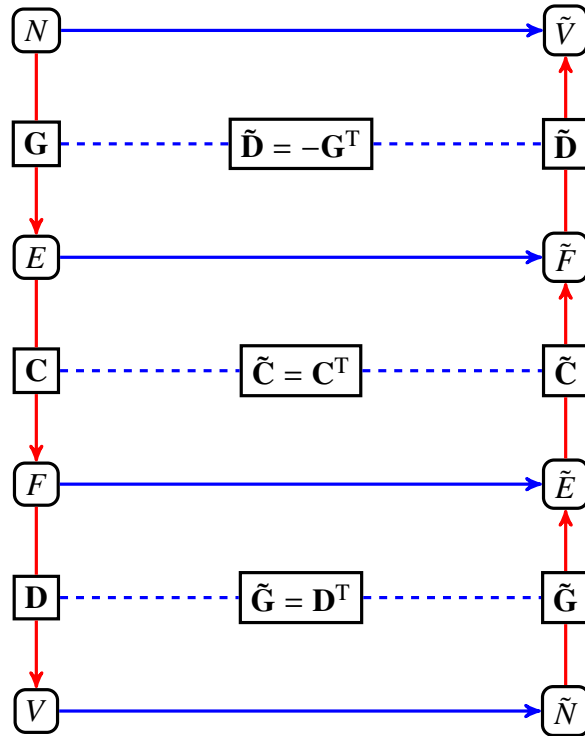 N Ṽ
G D̃ = −Gᵀ D̃
E F̃
C C̃ = Cᵀ C̃
F Ẽ
D G̃ = Dᵀ G̃
V Ñ